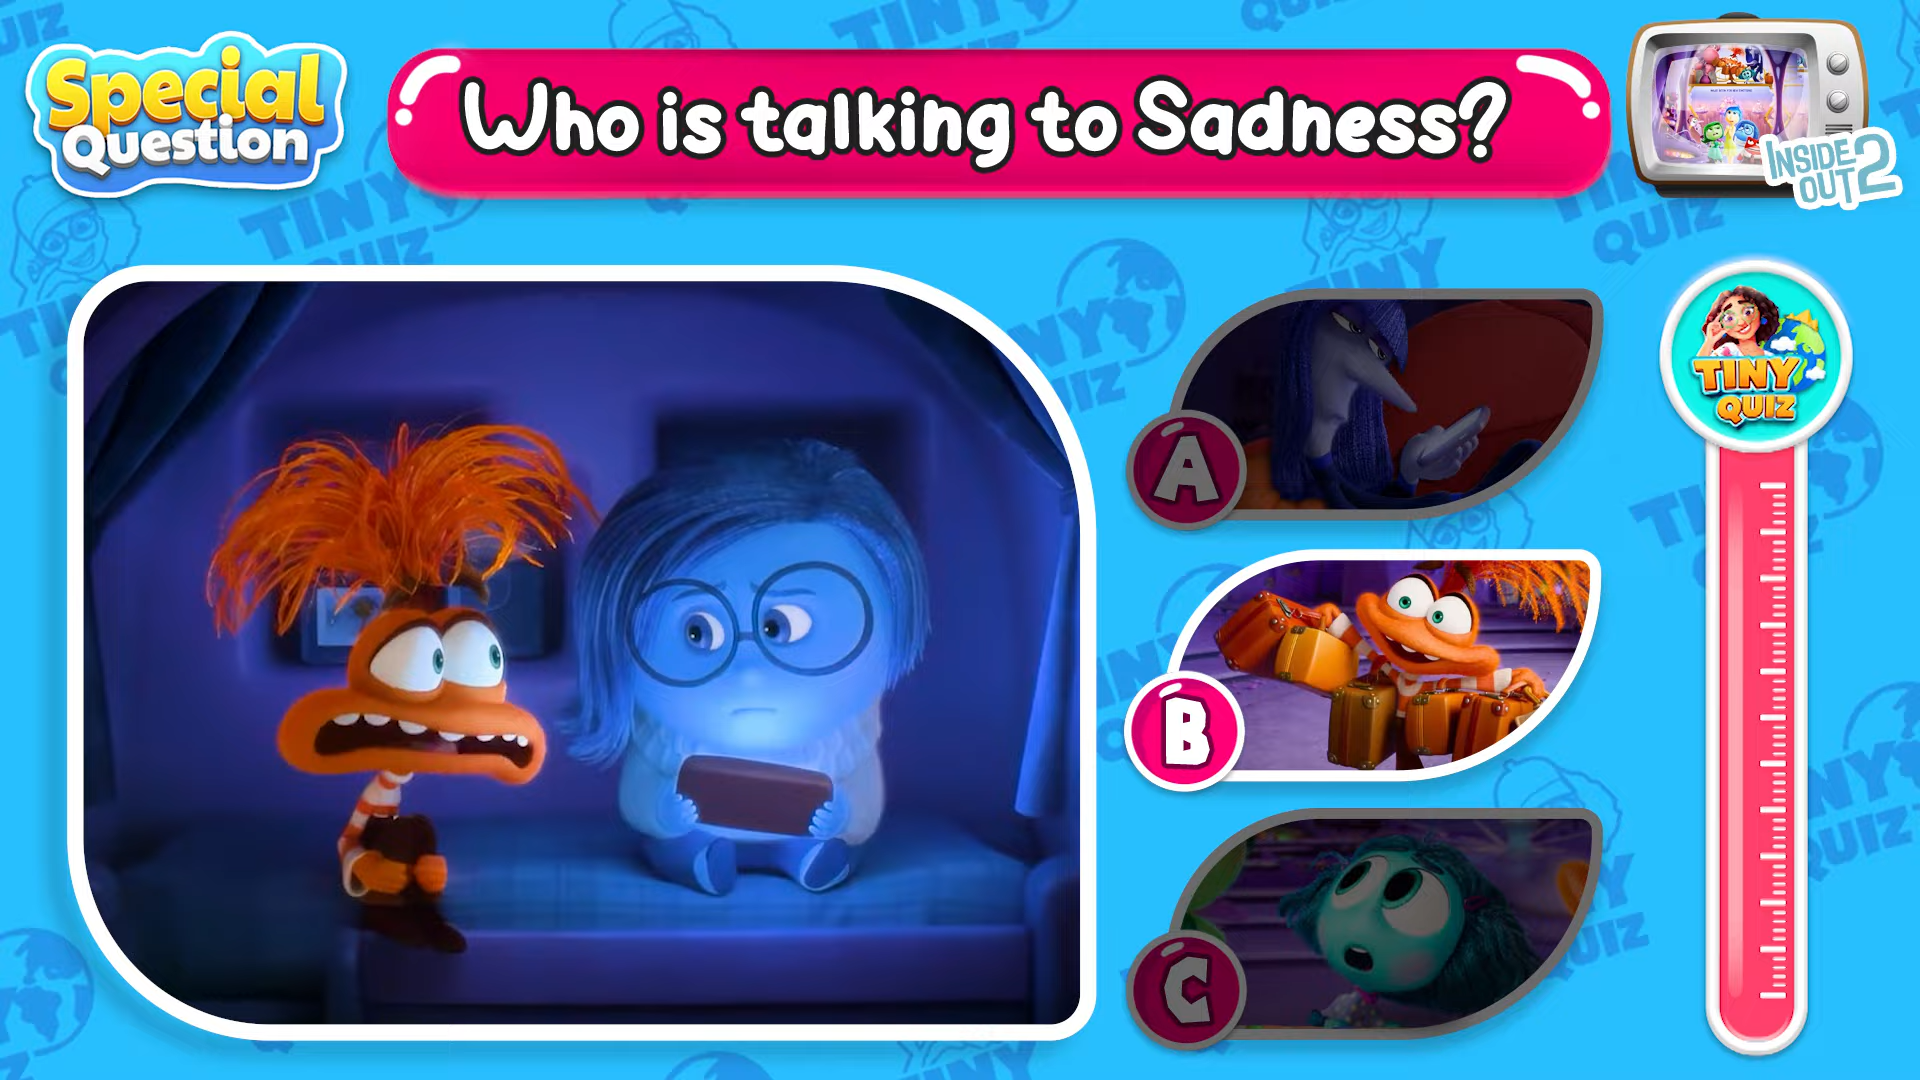 Special
Question
Who is talking to Sadness?
INSIDE
OUT 2
A
B
C
TINY
QUIZ